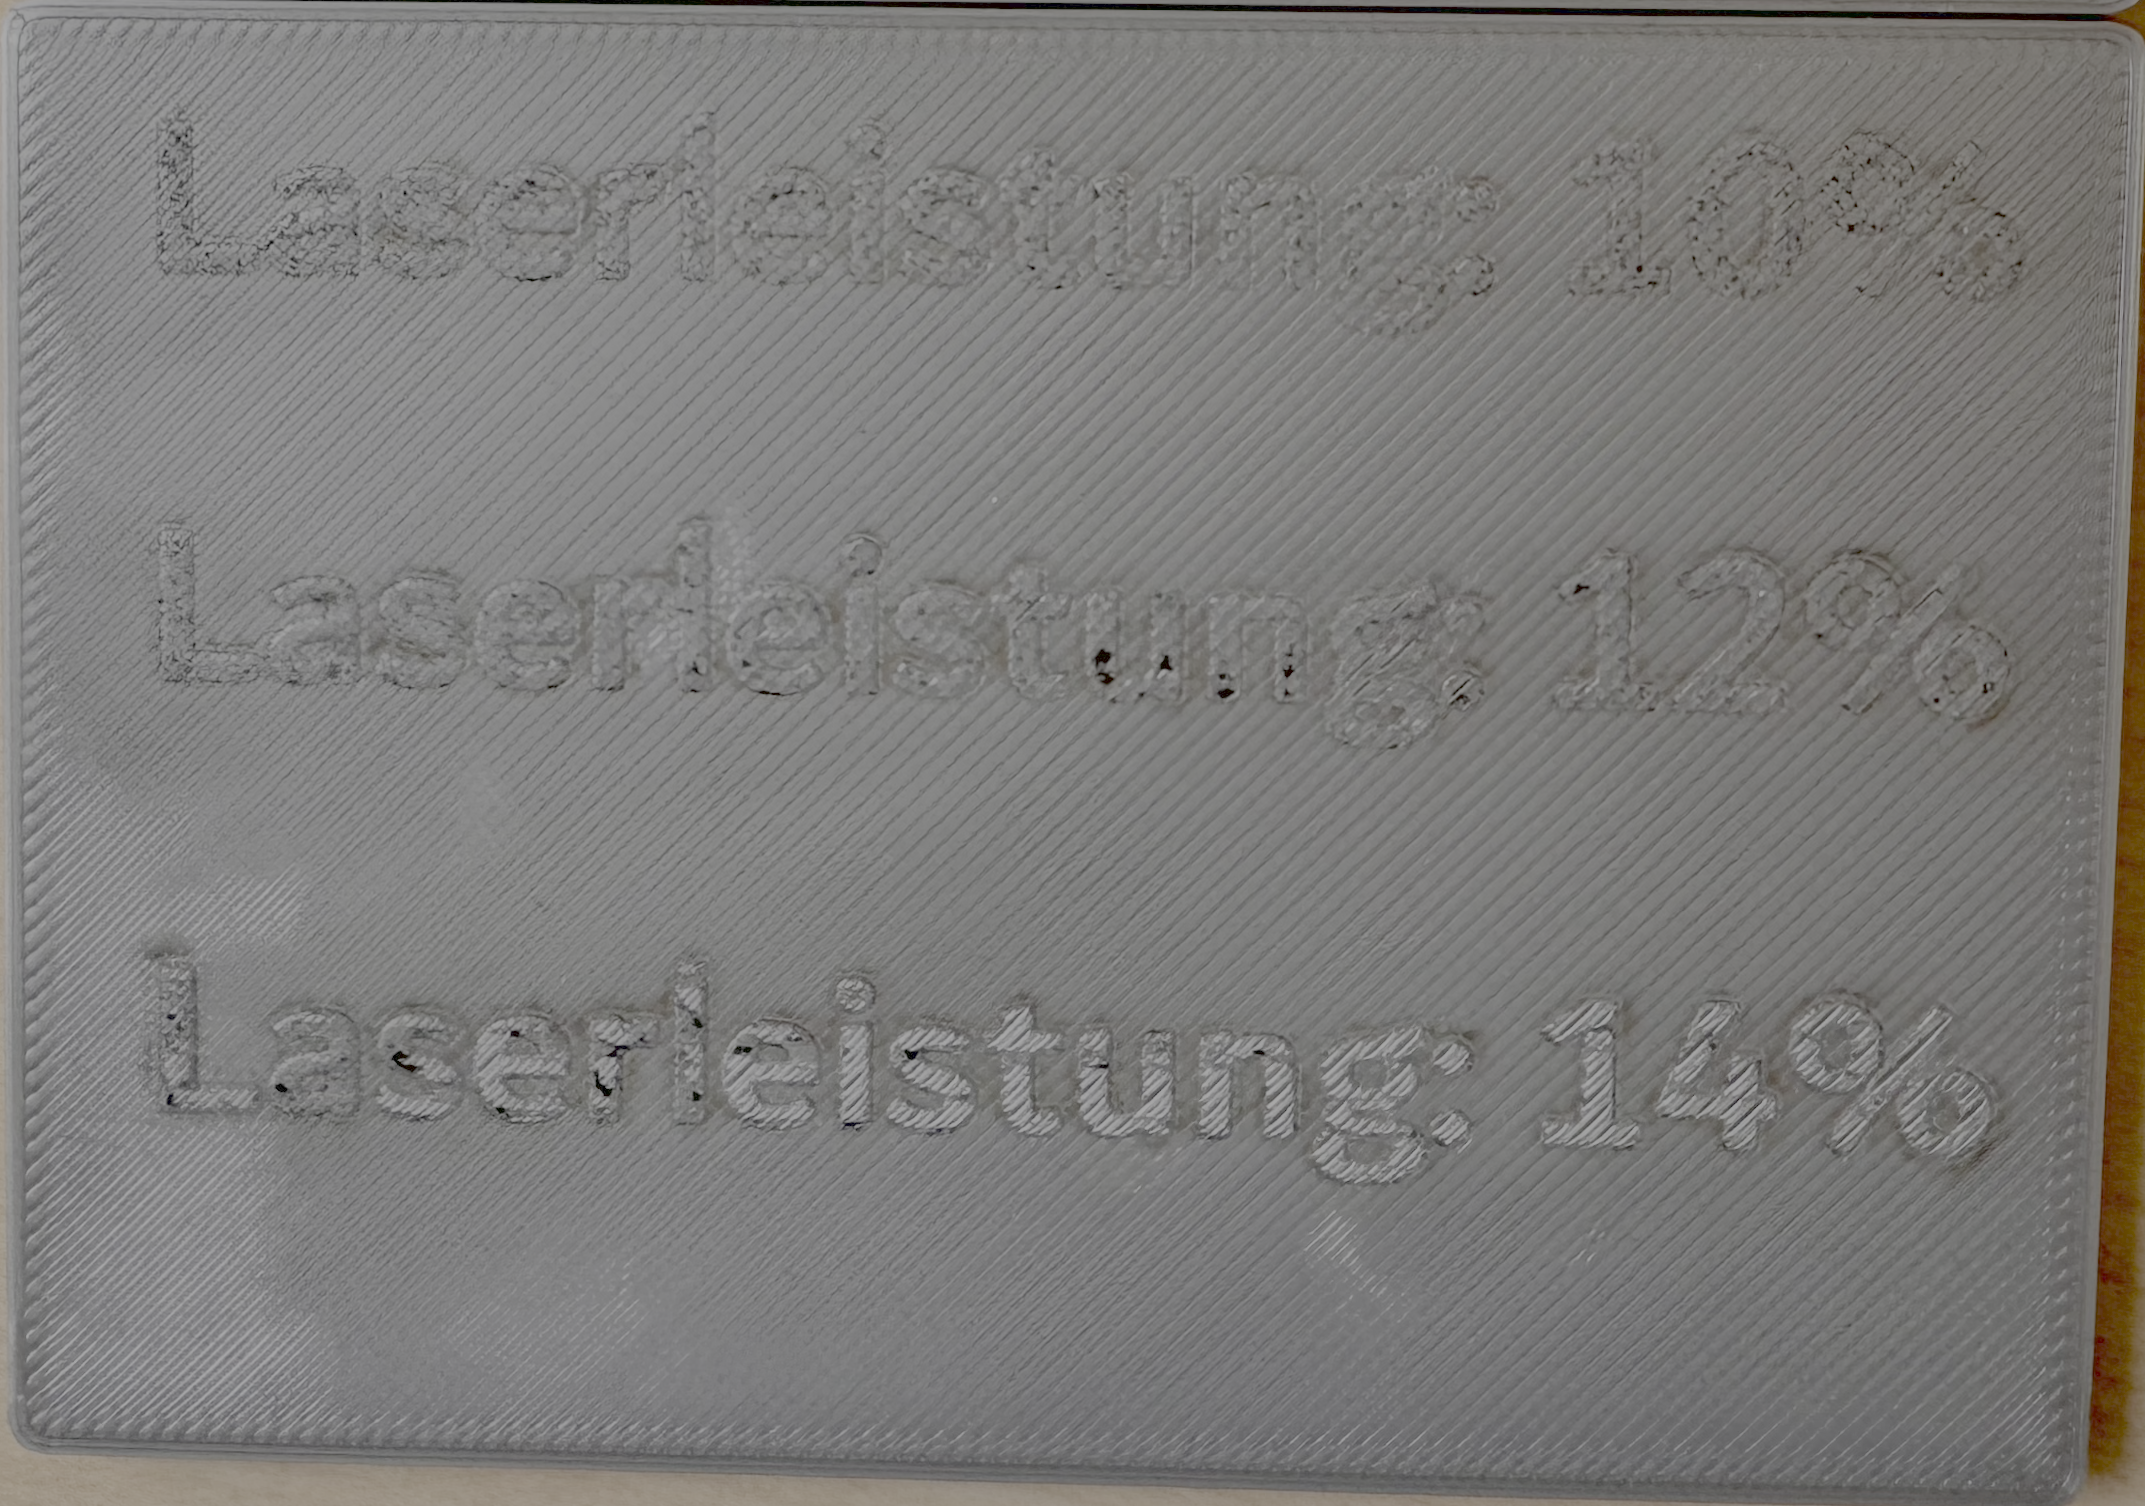 Laserleistung: 10%
Laserleistung: 12%
Laserleistung: 14%